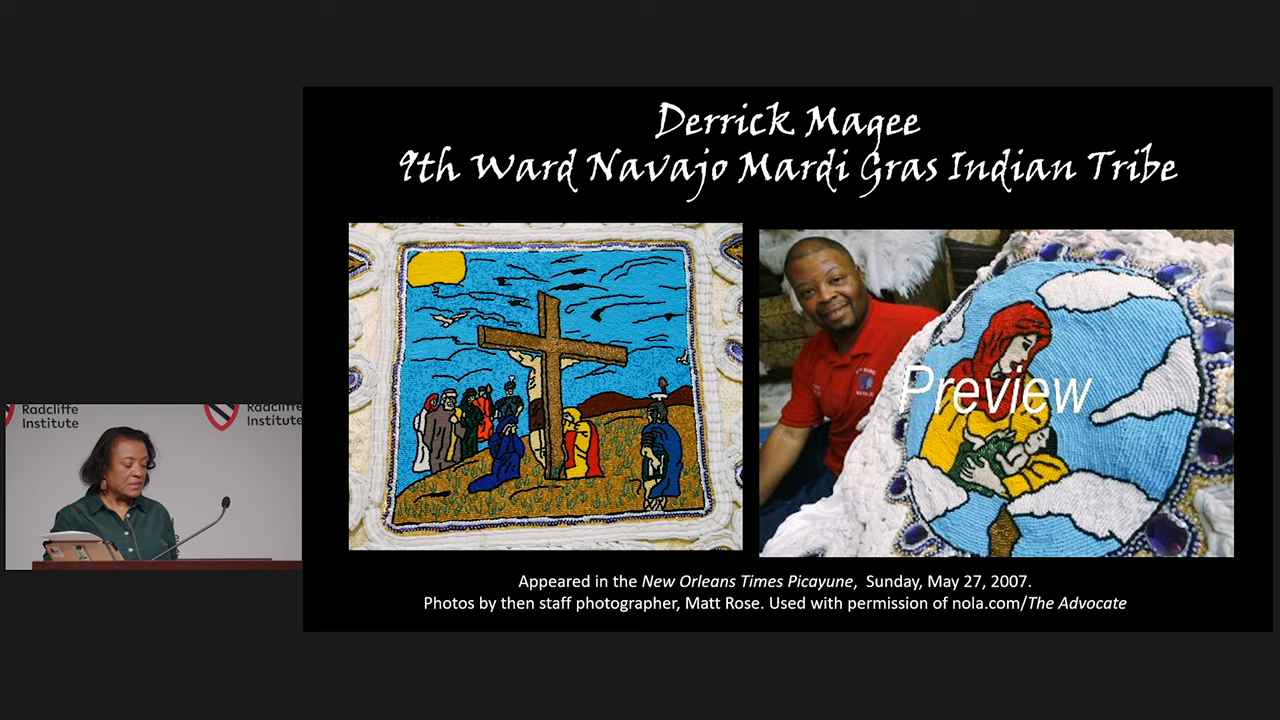 Derrick Magee
9th Ward Navajo Mardi Gras Indian Tribe
Preview
Appeared in the New Orleans Times Picayune, Sunday, May 27, 2007.
Photos by then staff photographer, Matt Rose. Used with permission of nola.com/The Advocate
Radcliffe
Institute
Radcliffe
Institute